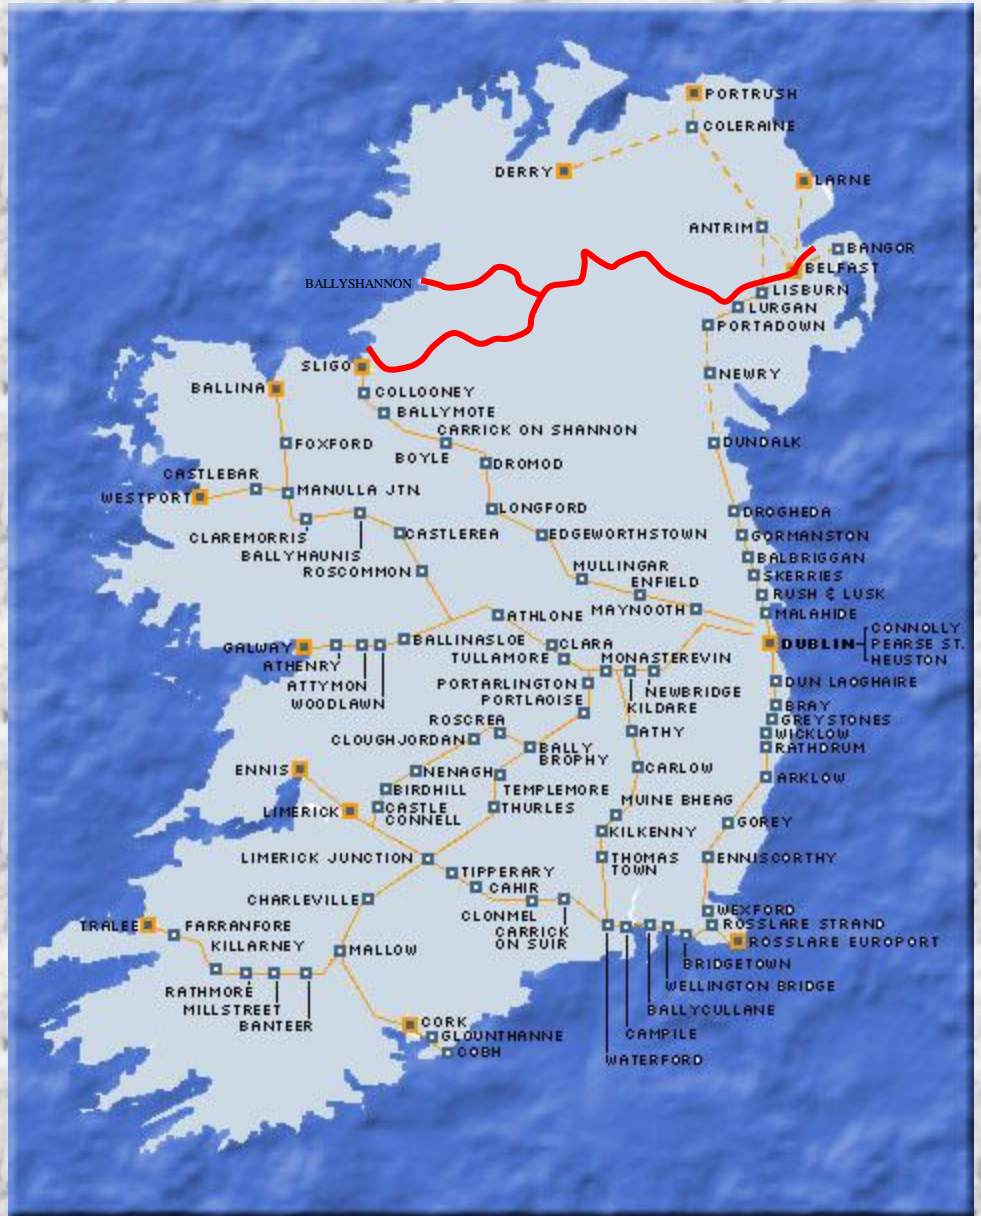 PORTRUSH
COLERAINE
DERRY
LARNE
ANTRIM
BANGOR
BELFAST
BALLYSHANNON
LISBURN
LURGAN
PORTADOWN
SLIGO
NEWRY
BALLINA
COLLOONEY
BALLYMOTE
CARRICK ON SHANNON
FOXFORD
DUNDALK
BOYLE
DROMOD
CASTLEBAR
WESTPORT
MANULLA JTN.
LONGFORD
DROGHEDA
CLAREMORRIS
CASTLEREA
EDGEWORTHSTOWN
GORMANSTON
BALLYHAUNIS
BALBRIGGAN
ROSCOMMON
MULLINGAR
SKERRIES
ENFIELD
RUSH & LUSK
MAYNOOTH
MALAHIDE
ATHLONE
CONNOLLY
GALWAY
BALLINASLOE
CLARA
DUBLIN
PEARSE ST.
ATHENRY
TULLAMORE
MONASTEREVIN
HEUSTON
ATTYMON
PORTARLINGTON
NEWBRIDGE
DUN LAOGHAIRE
WOODLAWN
PORTLAOISE
KILDARE
BRAY
ROSCREA
GREYSTONES
CLOUGHJORDAN
ATHY
WICKLOW
BALLY
BROPHY
RATHDRUM
ENNIS
NENAGH
CARLOW
ARKLOW
BIRDHILL
TEMPLEMORE
LIMERICK
CASTLE
CONNELL
THURLES
MUINE BHEAG
GOREY
KILKENNY
LIMERICK JUNCTION
THOMAS
TOWN
ENNISCORTHY
TIPPERARY
CAHIR
CHARLEVILLE
CLONMEL
CARRICK
ON SUIR
WEXFORD
TRALEE
FARRANFORE
ROSSLARE STRAND
KILLARNEY
MALLOW
ROSSLARE EUROPORT
BRIDGETOWN
RATHMORE
WELLINGTON BRIDGE
MILLSTREET
BALLYCULLANE
BANTEER
CORK
GLOUNTHANNE
CAMPILE
COBH
WATERFORD